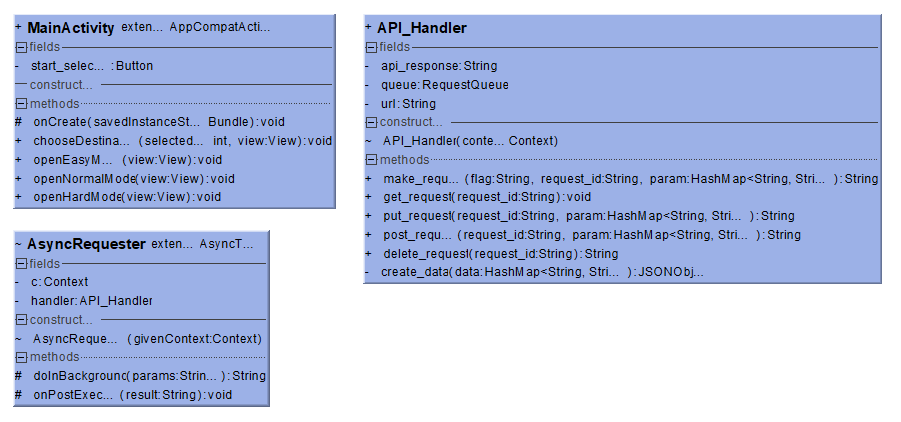 + MainActivity exten... AppCompatActi...
fields
- start_selec... :Button
construct...
methods
# onCreate(savedInstanceSt... Bundle):void
+ chooseDestina... (selected... int, view:View):void
+ openEasyM... (view:View):void
+ openNormalMode(view:View):void
+ openHardMode(view:View):void
~ AsyncRequester exten... AsyncT...
fields
- c:Context
- handler:API_Handler
construct...
~ AsyncReque... (givenContext:Context)
methods
# doInBackground(params:Strin... ):String
# onPostExec... (result:String):void
+ API_Handler
fields
- api_response:String
- queue:RequestQueue
- url:String
construct...
~ API_Handler(conte... Context)
methods
+ make_requ... (flag:String, request_id:String, param:HashMap<String, Stri... ):String
+ get_request(request_id:String):void
+ put_request(request_id:String, param:HashMap<String, Stri... ):String
+ post_requ... (request_id:String, param:HashMap<String, Stri... ):String
+ delete_request(request_id:String):String
- create_data(data:HashMap<String, Stri... ):JSONObj...